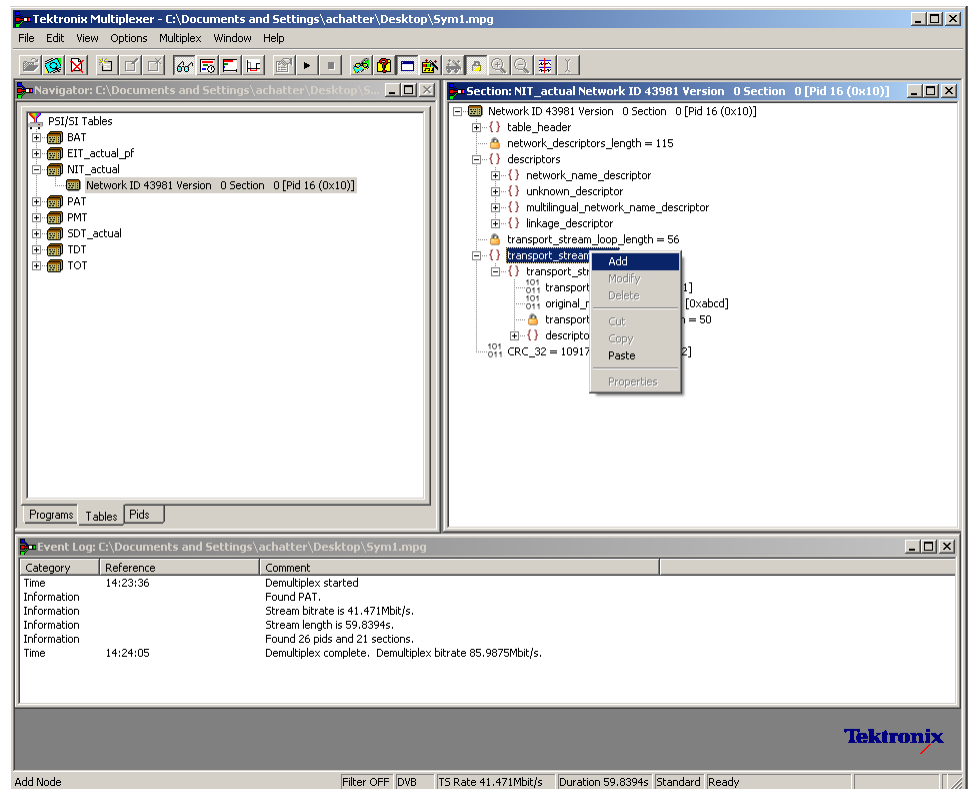 Tektronix Multiplexer - C:\Documents and Settings\achatter\Desktop\Sym1.mpg
File Edit View Options Multiplex Window Help
Navigator: C:\Documents and Settings\achatter\Desktop\S...
PSI/SI Tables
BAT
EIT_actual_pf
NIT_actual
Network ID 43981 Version 0 Section 0 [Pid 16 (0x10)]
PAT
PMT
SDT_actual
TDT
TOT
Programs Tables Pids
Section: NIT_actual Network ID 43981 Version 0 Section 0 [Pid 16 (0x10)]
Network ID 43981 Version 0 Section 0 [Pid 16 (0x10)]
table_header
network_descriptors_length = 115
descriptors
network_name_descriptor
unknown_descriptor
multilingual_network_name_descriptor
linkage_descriptor
transport_stream_loop_length = 56
transport_stream
transport_str
transport 1]
original_r [0xabcd]
transport = 50
descripto
CRC_32 = 10917 2]
Add
Modify
Delete
Cut
Copy
Paste
Properties
Event Log: C:\Documents and Settings\achatter\Desktop\Sym1.mpg
Category Reference Comment
Time 14:23:36 Demultiplex started
Information Found PAT.
Information Stream bitrate is 41.471Mbit/s.
Information Stream length is 59.8394s.
Information Found 26 pids and 21 sections.
Time 14:24:05 Demultiplex complete. Demultiplex bitrate 85.9875Mbit/s.
Tektronix
Add Node Filter OFF DVB TS Rate 41.471Mbit/s Duration 59.8394s Standard Ready